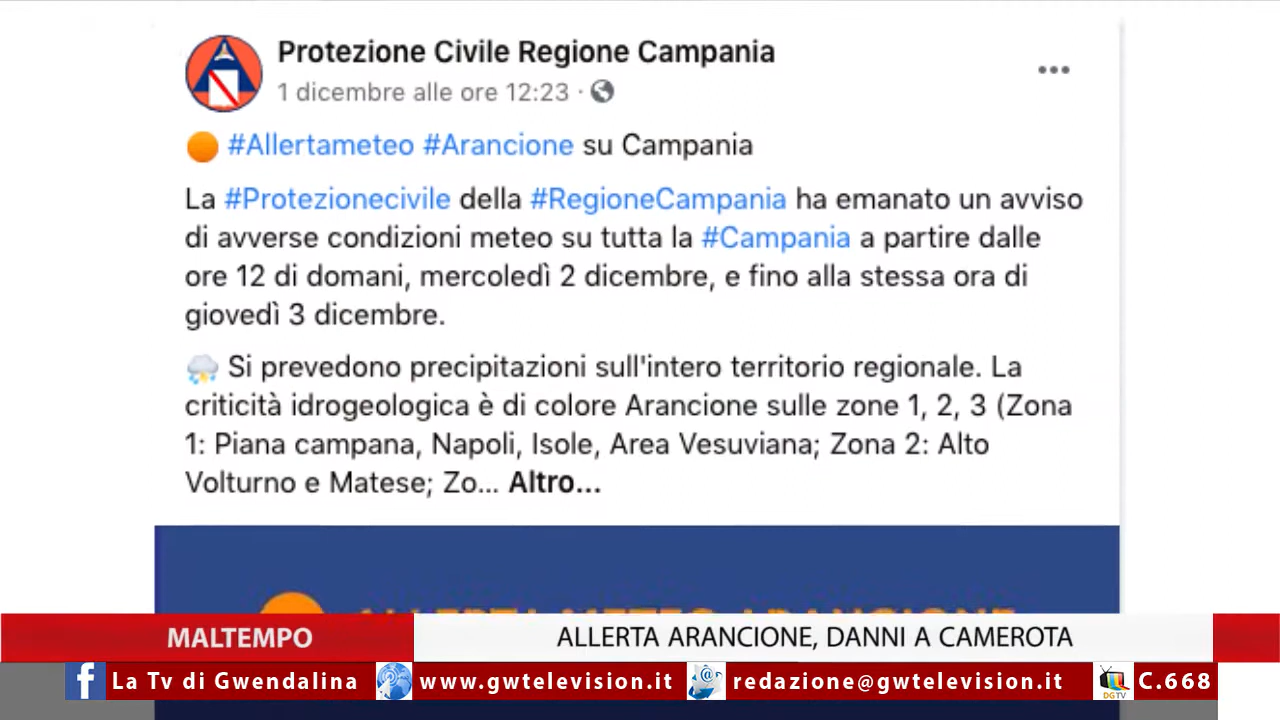 Protezione Civile Regione Campania
1 dicembre alle ore 12:23 ·
#Allertameteo #Arancione su Campania
La #Protezionecivile della #RegioneCampania ha emanato un avviso
di avverse condizioni meteo su tutta la #Campania a partire dalle
ore 12 di domani, mercoledì 2 dicembre, e fino alla stessa ora di
giovedì 3 dicembre.
Si prevedono precipitazioni sull'intero territorio regionale. La
criticità idrogeologica è di colore Arancione sulle zone 1, 2, 3 (Zona
1: Piana campana, Napoli, Isole, Area Vesuviana; Zona 2: Alto
Volturno e Matese; Zo... Altro...
ALLERTA METEO ARANCIONE
MALTEMPO
ALLERTA ARANCIONE, DANNI A CAMEROTA
La Tv di Gwendalina
www.gwtelevision.it
redazione@gwtelevision.it
DGTV
C.668